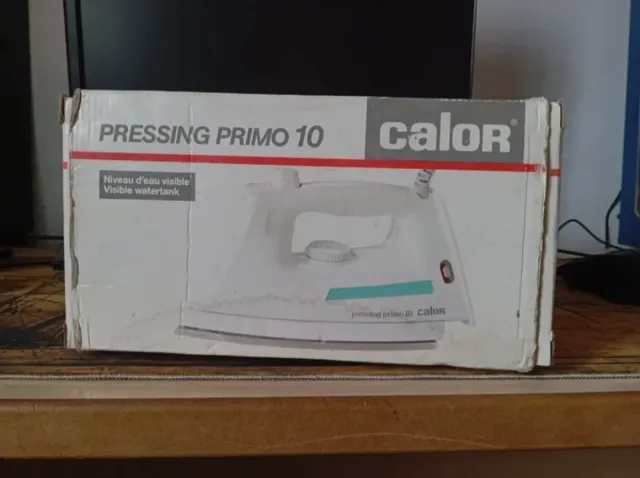 PRESSING PRIMO 10
calor®
Niveau d'eau visible
Visible watertank
pressing primo 10 calor